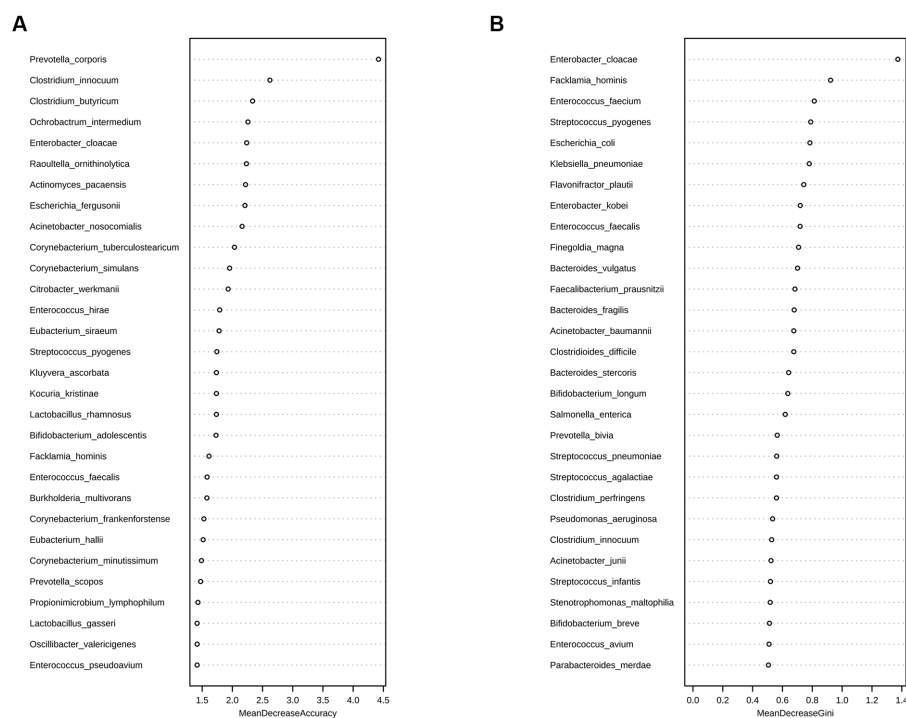 A
Prevotella_corporis
Clostridium_innocuum
Clostridium_butyricum
Ochrobactrum_intermedium
Enterobacter_cloacae
Raoultella_ornithinolytica
Actinomyces_pacaensis
Escherichia_fergusonii
Acinetobacter_nosocomialis
Corynebacterium_tuberculostearicum
Corynebacterium_simulans
Citrobacter_werkmanii
Enterococcus_hirae
Eubacterium_siraeum
Streptococcus_pyogenes
Kluyvera_ascorbata
Kocuria_kristinae
Lactobacillus_rhamnosus
Bifidobacterium_adolescentis
Facklamia_hominis
Enterococcus_faecalis
Burkholderia_multivorans
Corynebacterium_frankenforstense
Eubacterium_hallii
Corynebacterium_minutissimum
Prevotella_scopos
Propionimicrobium_lymphophilum
Lactobacillus_gasseri
Oscillibacter_valericigenes
Enterococcus_pseudoavium
1.5 2.0 2.5 3.0 3.5 4.0 4.5
MeanDecreaseAccuracy
B
Enterobacter_cloacae
Facklamia_hominis
Enterococcus_faecium
Streptococcus_pyogenes
Escherichia_coli
Klebsiella_pneumoniae
Flavonifractor_plautii
Enterobacter_kobei
Enterococcus_faecalis
Finegoldia_magna
Bacteroides_vulgatus
Faecalibacterium_prausnitzii
Bacteroides_fragilis
Acinetobacter_baumannii
Clostridioides_difficile
Bacteroides_stercoris
Bifidobacterium_longum
Salmonella_enterica
Prevotella_bivia
Streptococcus_pneumoniae
Streptococcus_agalactiae
Clostridium_perfringens
Pseudomonas_aeruginosa
Clostridium_innocuum
Acinetobacter_junii
Streptococcus_infantis
Stenotrophomonas_maltophilia
Bifidobacterium_breve
Enterococcus_avium
Parabacteroides_merdae
0.0 0.2 0.4 0.6 0.8 1.0 1.2 1.4
MeanDecreaseGini